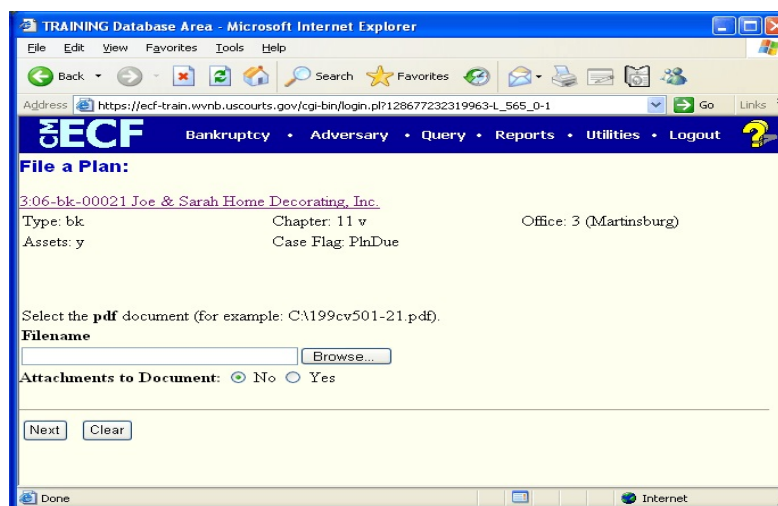 TRAINING Database Area - Microsoft Internet Explorer
File Edit View Favorites Tools Help
Back Search Favorites
Address https://ecf-train.wvnb.uscourts.gov/cgi-bin/login.pl?128677232319963-L_565_0-1 Go Links
CM ECF Bankruptcy • Adversary • Query • Reports • Utilities • Logout ?
File a Plan:
3:06-bk-00021 Joe & Sarah Home Decorating, Inc.
Type: bk Chapter: 11 v Office: 3 (Martinsburg)
Assets: y Case Flag: PlnDue
Select the pdf document (for example: C:\199cv501-21.pdf).
Filename
Browse...
Attachments to Document: No Yes
Next Clear
Done Internet